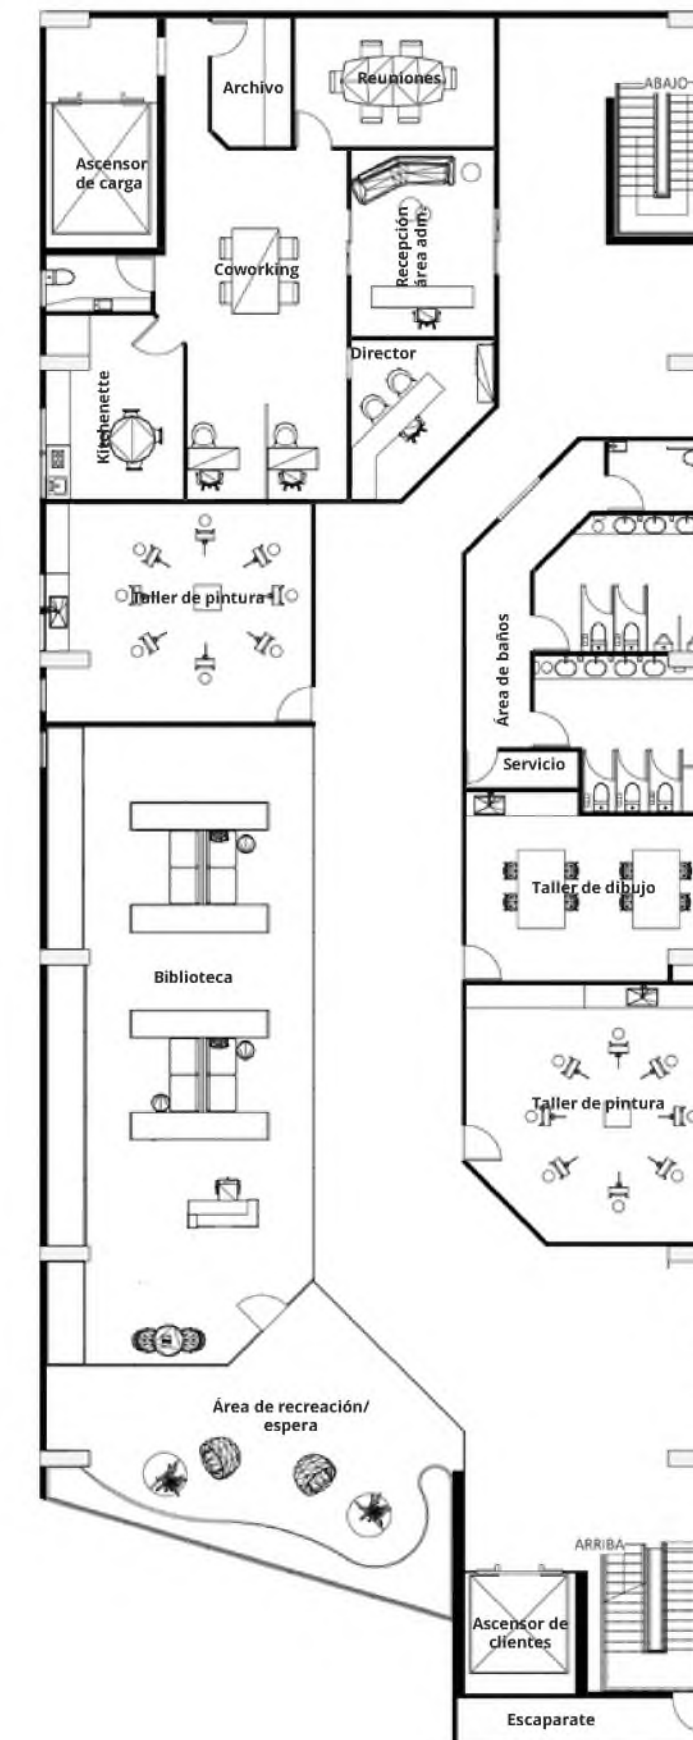 ABAJO
Archivo
Reuniones
Ascensor
de carga
Recepción
área adm.
Coworking
Director
Kitchenette
Taller de pintura
Área de baños
Servicio
Taller de dibujo
Biblioteca
Taller de pintura
Área de recreación/
espera
ARRIBA
Ascensor de
clientes
Escaparate